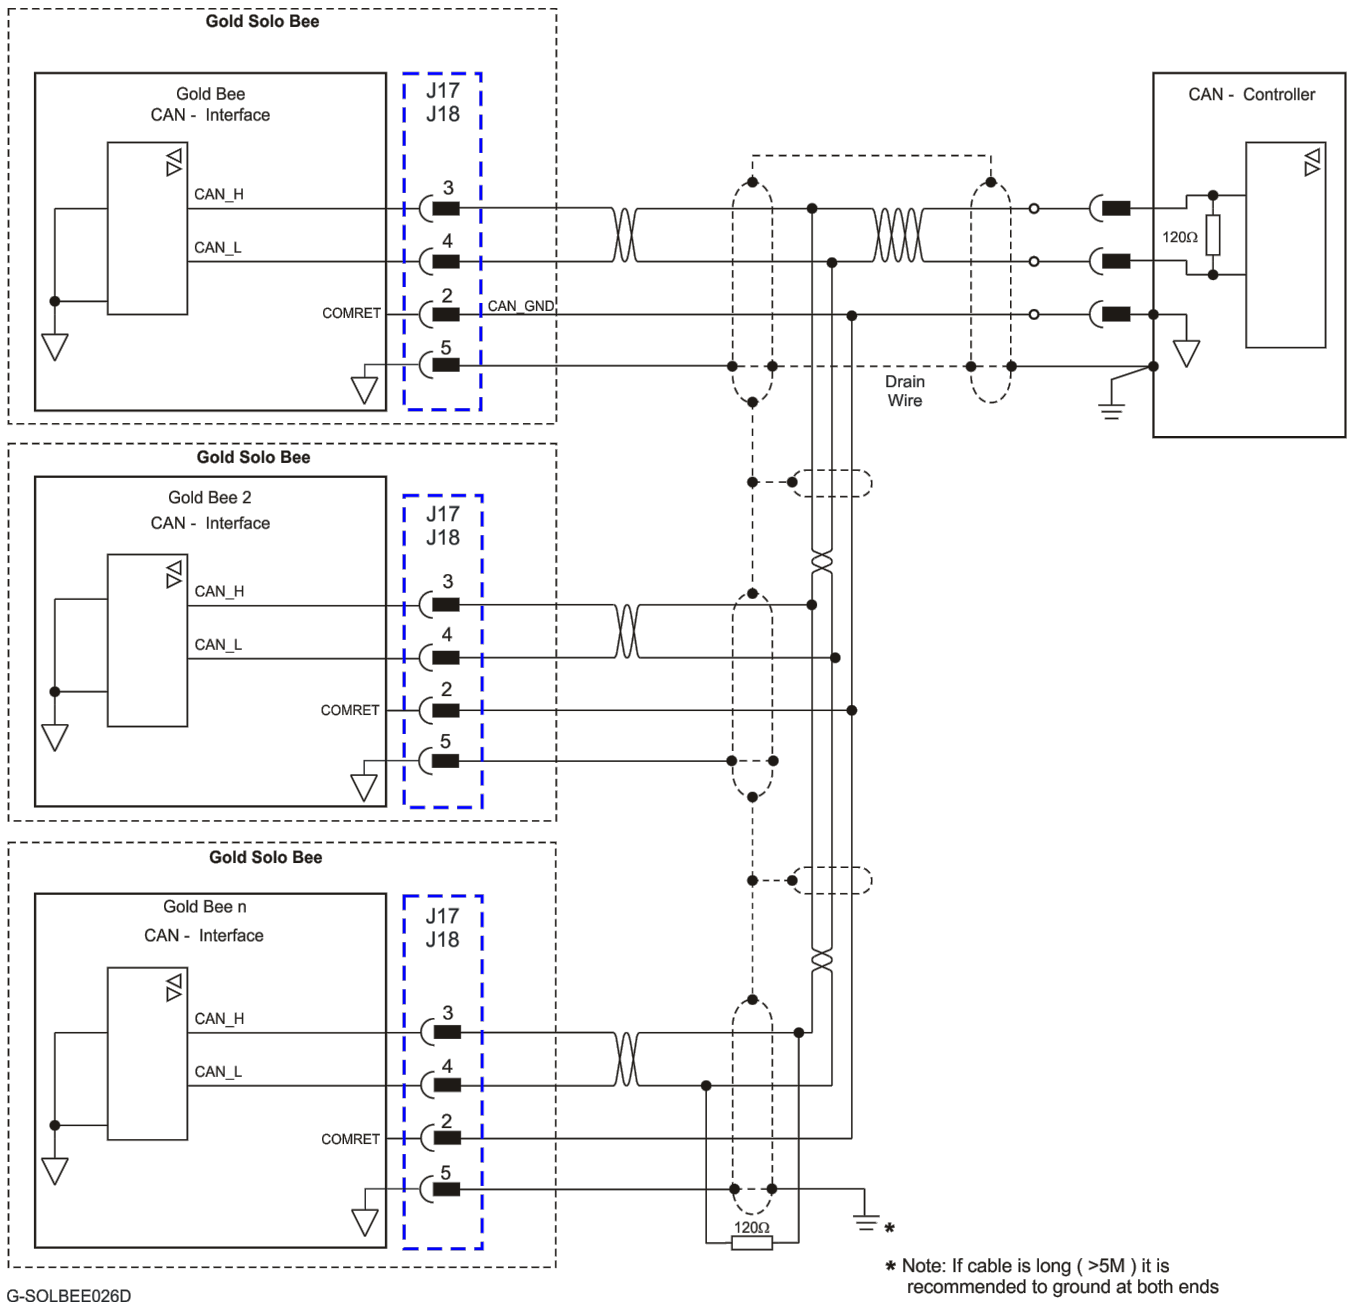 Gold Solo Bee
Gold Bee
CAN - Interface
J17
J18
CAN - Controller
CAN_H
3
CAN_L
4
120Ω
COMRET
2
CAN_GND
5
Drain
Wire
Gold Solo Bee
Gold Bee 2
CAN - Interface
J17
J18
CAN_H
3
CAN_L
4
COMRET
2
5
Gold Solo Bee
Gold Bee n
CAN - Interface
J17
J18
CAN_H
3
CAN_L
4
COMRET
2
5
120Ω
*
* Note: If cable is long ( >5M ) it is
recommended to ground at both ends
G-SOLBEE026D